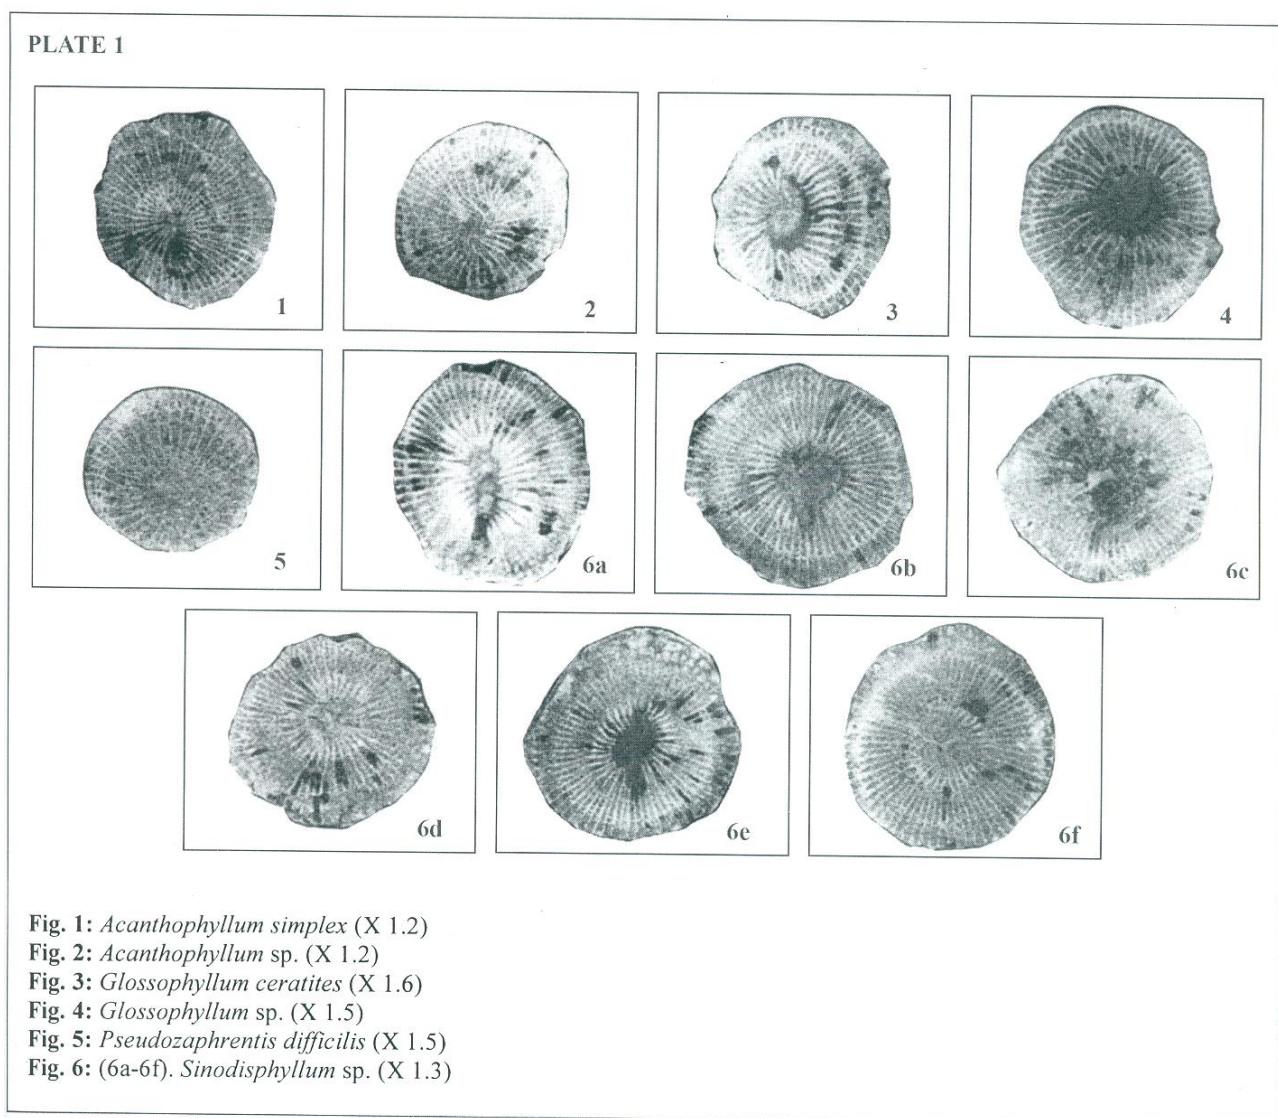 PLATE 1
1
2
3
4
5
6a
6b
6c
6d
6e
6f
Fig. 1: Acanthophyllum simplex (X 1.2)
Fig. 2: Acanthophyllum sp. (X 1.2)
Fig. 3: Glossophyllum ceratites (X 1.6)
Fig. 4: Glossophyllum sp. (X 1.5)
Fig. 5: Pseudozaphrentis difficilis (X 1.5)
Fig. 6: (6a-6f). Sinodisphyllum sp. (X 1.3)